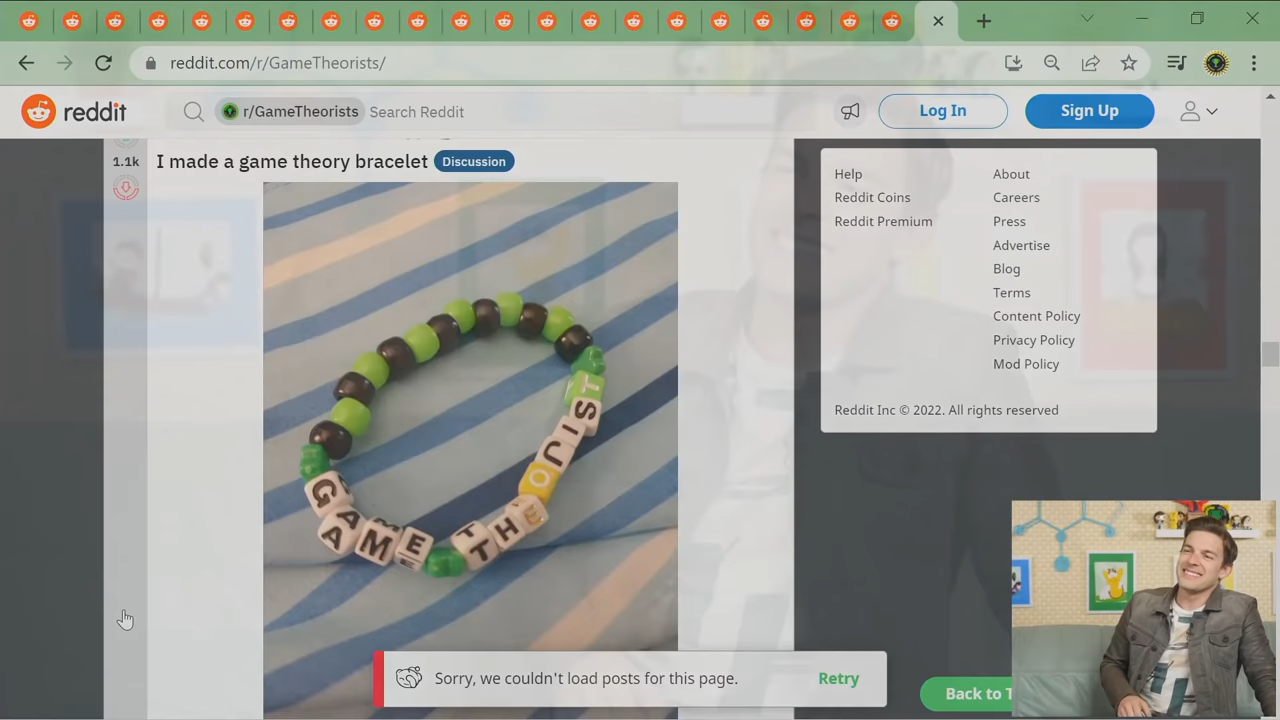 reddit.com/r/GameTheorists/
reddit
r/GameTheorists
Search Reddit
Log In
Sign Up
1.1k
I made a game theory bracelet
Discussion
GAME THEOJIST
Help
Reddit Coins
Reddit Premium
About
Careers
Press
Advertise
Blog
Terms
Content Policy
Privacy Policy
Mod Policy
Reddit Inc © 2022. All rights reserved
Sorry, we couldn't load posts for this page.
Retry
Back to T